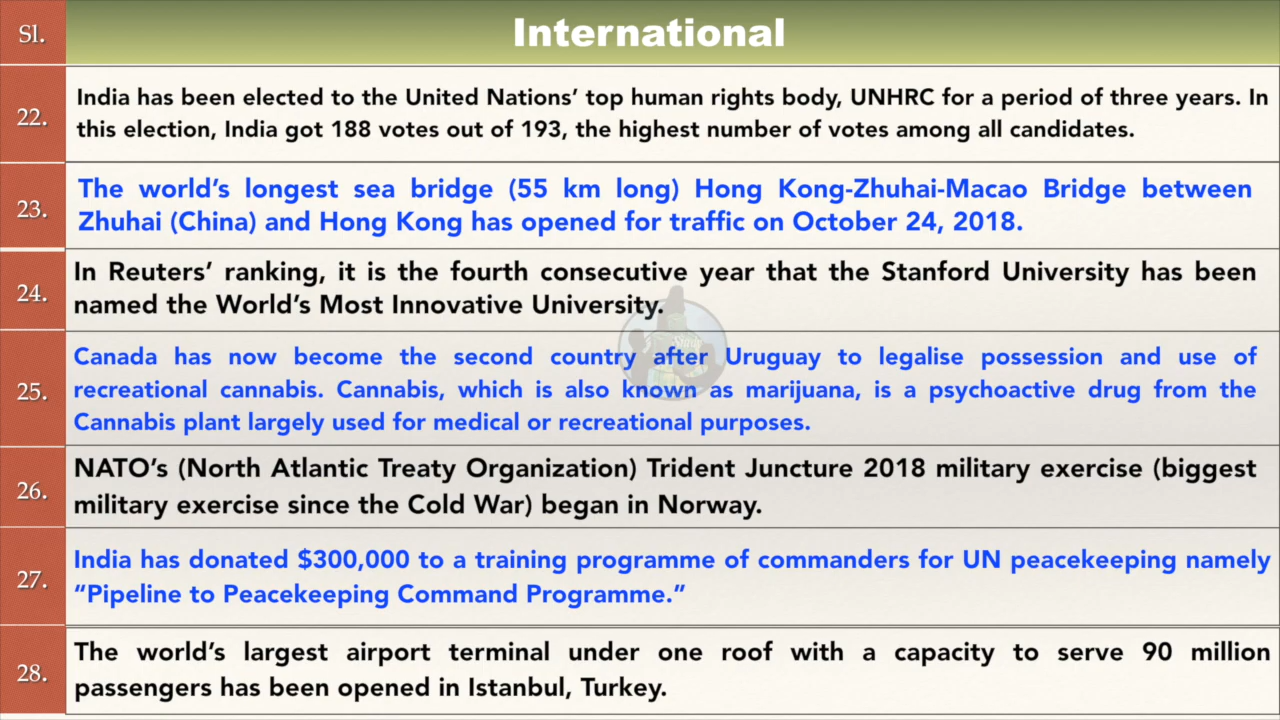 Sl. International
22. India has been elected to the United Nations' top human rights body, UNHRC for a period of three years. In
this election, India got 188 votes out of 193, the highest number of votes among all candidates.
23. The world's longest sea bridge (55 km long) Hong Kong-Zhuhai-Macao Bridge between
Zhuhai (China) and Hong Kong has opened for traffic on October 24, 2018.
24. In Reuters' ranking, it is the fourth consecutive year that the Stanford University has been
named the World's Most Innovative University.
25. Canada has now become the second country after Uruguay to legalise possession and use of
recreational cannabis. Cannabis, which is also known as marijuana, is a psychoactive drug from the
Cannabis plant largely used for medical or recreational purposes.
26. NATO's (North Atlantic Treaty Organization) Trident Juncture 2018 military exercise (biggest
military exercise since the Cold War) began in Norway.
27. India has donated $300,000 to a training programme of commanders for UN peacekeeping namely
"Pipeline to Peacekeeping Command Programme."
28. The world's largest airport terminal under one roof with a capacity to serve 90 million
passengers has been opened in Istanbul, Turkey.